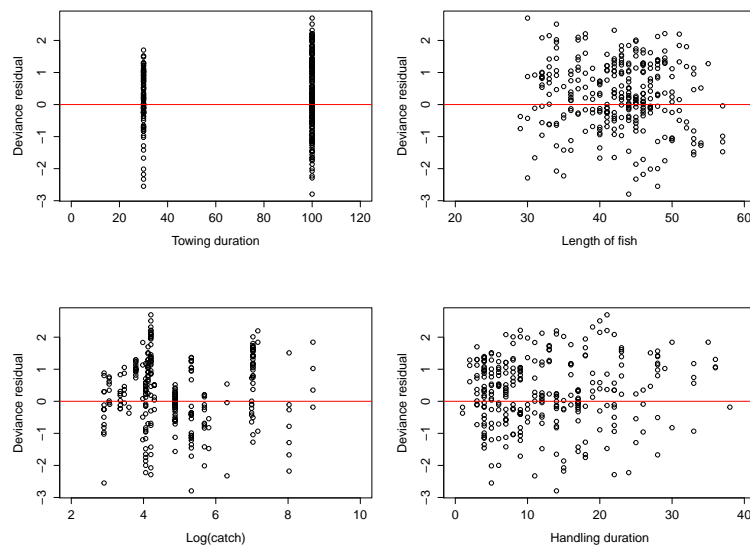 Deviance residual
−3 −2 −1 0 1 2
0 20 40 60 80 100 120
Towing duration
Deviance residual
−3 −2 −1 0 1 2
20 30 40 50 60
Length of fish
Deviance residual
−3 −2 −1 0 1 2
2 4 6 8 10
Log(catch)
Deviance residual
−3 −2 −1 0 1 2
0 10 20 30 40
Handling duration